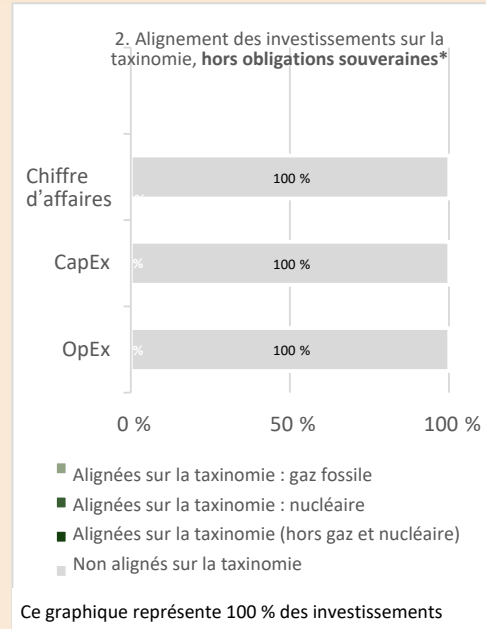 2. Alignement des investissements sur la
taxinomie, hors obligations souveraines*
Chiffre
d’affaires
100 %
%
CapEx
%
100 %
OpEx
%
100 %
0 %
50 %
100 %
Alignées sur la taxinomie : gaz fossile
Alignées sur la taxinomie : nucléaire
Alignées sur la taxinomie (hors gaz et nucléaire)
Non alignés sur la taxinomie
Ce graphique représente 100 % des investissements